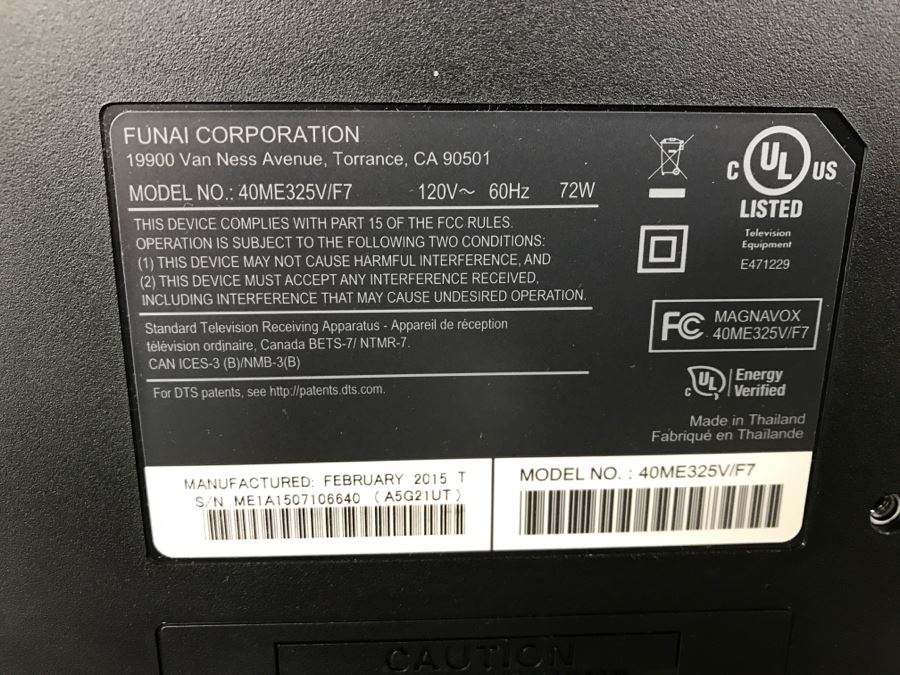 FUNAI CORPORATION
19900 Van Ness Avenue, Torrance, CA 90501
MODEL NO.: 40ME325V/F7 120V~ 60Hz 72W
THIS DEVICE COMPLIES WITH PART 15 OF THE FCC RULES.
OPERATION IS SUBJECT TO THE FOLLOWING TWO CONDITIONS:
(1) THIS DEVICE MAY NOT CAUSE HARMFUL INTERFERENCE, AND
(2) THIS DEVICE MUST ACCEPT ANY INTERFERENCE RECEIVED,
INCLUDING INTERFERENCE THAT MAY CAUSE UNDESIRED OPERATION.
Standard Television Receiving Apparatus - Appareil de réception
télévision ordinaire, Canada BETS-7/ NTMR-7.
CAN ICES-3 (B)/NMB-3(B)
For DTS patents, see http://patents.dts.com.
C UL US
LISTED
Television
Equipment
E471229
FC MAGNAVOX
40ME325V/F7
C UL Energy
Verified
Made in Thailand
Fabriqué en Thaïlande
MANUFACTURED: FEBRUARY 2015 T
S/N ME1A1507106640 (A5G21UT)
MODEL NO. : 40ME325V/F7
CAUTION